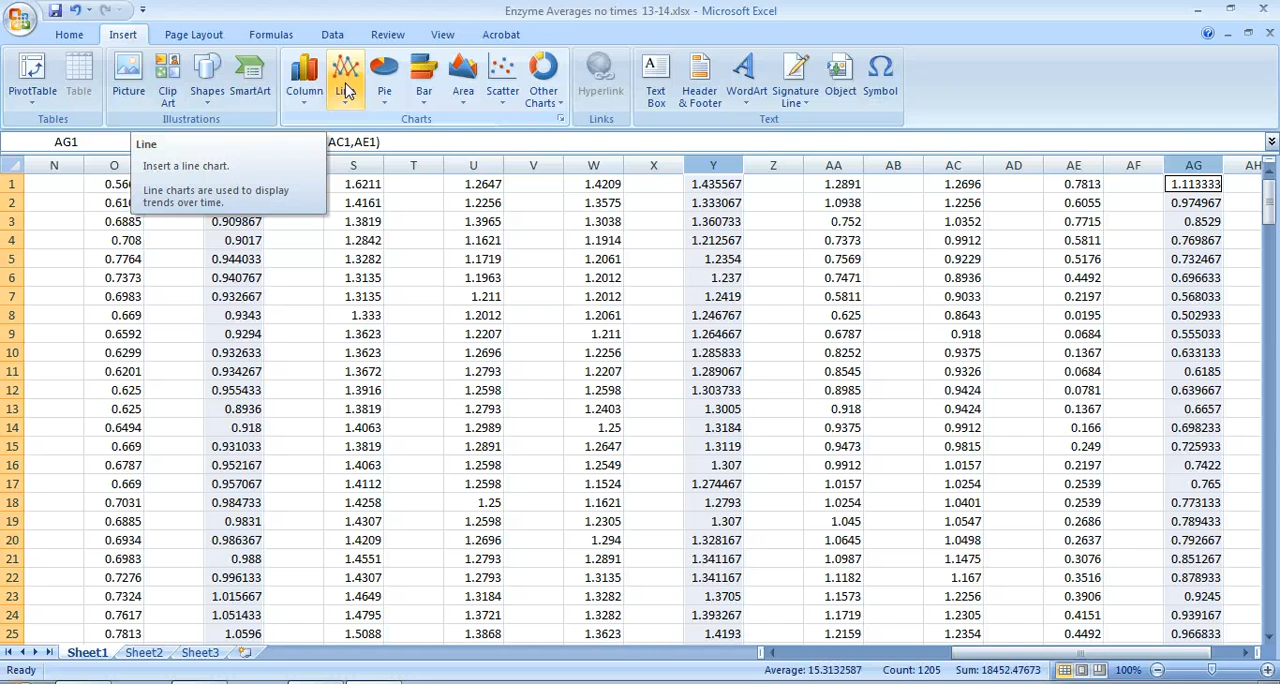 Enzyme Averages no times 13-14.xlsx - Microsoft Excel
Home Insert Page Layout Formulas Data Review View Acrobat
PivotTable Table Picture Clip Art Shapes SmartArt Column Line Pie Bar Area Scatter Other Charts Hyperlink Text Box Header & Footer WordArt Signature Line Object Symbol
Tables Illustrations Charts Links Text
AG1 AC1,AE1)
Line
Insert a line chart.
Line charts are used to display
trends over time.
N O S T U V W X Y Z AA AB AC AD AE AF AG AH
1 1.6211 1.2647 1.4209 1.435567 1.2891 1.2696 0.7813 1.113333
2 1.4161 1.2256 1.3575 1.333067 1.0938 1.2256 0.6055 0.974967
3 0.6885 0.909867 1.3819 1.3965 1.3038 1.360733 0.752 1.0352 0.7715 0.8529
4 0.708 0.9017 1.2842 1.1621 1.1914 1.212567 0.7373 0.9912 0.5811 0.769867
5 0.7764 0.944033 1.3282 1.1719 1.2061 1.2354 0.7569 0.9229 0.5176 0.732467
6 0.7373 0.940767 1.3135 1.1963 1.2012 1.237 0.7471 0.8936 0.4492 0.696633
7 0.6983 0.932667 1.3135 1.211 1.2012 1.2419 0.5811 0.9033 0.2197 0.568033
8 0.669 0.9343 1.333 1.2012 1.2061 1.246767 0.625 0.8643 0.0195 0.502933
9 0.6592 0.9294 1.3623 1.2207 1.211 1.264667 0.6787 0.918 0.0684 0.555033
10 0.6299 0.932633 1.3623 1.2696 1.2256 1.285833 0.8252 0.9375 0.1367 0.633133
11 0.6201 0.934267 1.3672 1.2793 1.2207 1.289067 0.8545 0.9326 0.0684 0.6185
12 0.625 0.955433 1.3916 1.2598 1.2598 1.303733 0.8985 0.9424 0.0781 0.639667
13 0.625 0.8936 1.3819 1.2793 1.2403 1.3005 0.918 0.9424 0.1367 0.6657
14 0.6494 0.918 1.4063 1.2989 1.25 1.3184 0.9375 0.9912 0.166 0.698233
15 0.669 0.931033 1.3819 1.2891 1.2647 1.3119 0.9473 0.9815 0.249 0.725933
16 0.6787 0.952167 1.4063 1.2598 1.2549 1.307 0.9912 1.0157 0.2197 0.7422
17 0.669 0.957067 1.4112 1.2598 1.1524 1.274467 1.0157 1.0254 0.2539 0.765
18 0.7031 0.984733 1.4258 1.25 1.1621 1.2793 1.0254 1.0401 0.2539 0.773133
19 0.6885 0.9831 1.4307 1.2598 1.2305 1.307 1.045 1.0547 0.2686 0.789433
20 0.6934 0.986367 1.4209 1.2696 1.294 1.328167 1.0645 1.0498 0.2637 0.792667
21 0.6983 0.988 1.4551 1.2793 1.2891 1.341167 1.0987 1.1475 0.3076 0.851267
22 0.7276 0.996133 1.4307 1.2793 1.3135 1.341167 1.1182 1.167 0.3516 0.878933
23 0.7324 1.015667 1.4649 1.3184 1.3282 1.3705 1.1573 1.2256 0.3906 0.9245
24 0.7617 1.051433 1.4795 1.3721 1.3282 1.393267 1.1719 1.2305 0.4151 0.939167
25 0.7813 1.0596 1.5088 1.3868 1.3623 1.4193 1.2159 1.2354 0.4492 0.966833
Sheet1 Sheet2 Sheet3
Ready Average: 15.3132587 Count: 1205 Sum: 18452.47673 100%